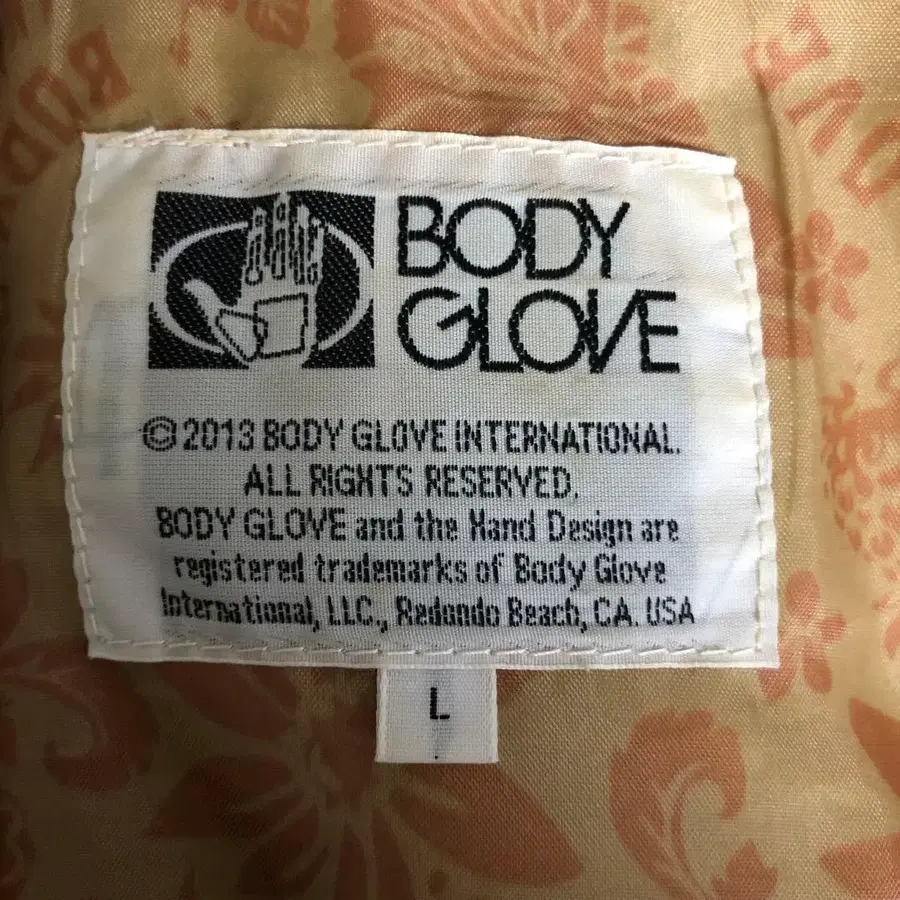 BODY
GLOVE
© 2013 BODY GLOVE INTERNATIONAL.
ALL RIGHTS RESERVED.
BODY GLOVE and the Hand Design are
registered trademarks of Body Glove
International, LLC., Redondo Beach, CA. USA
L